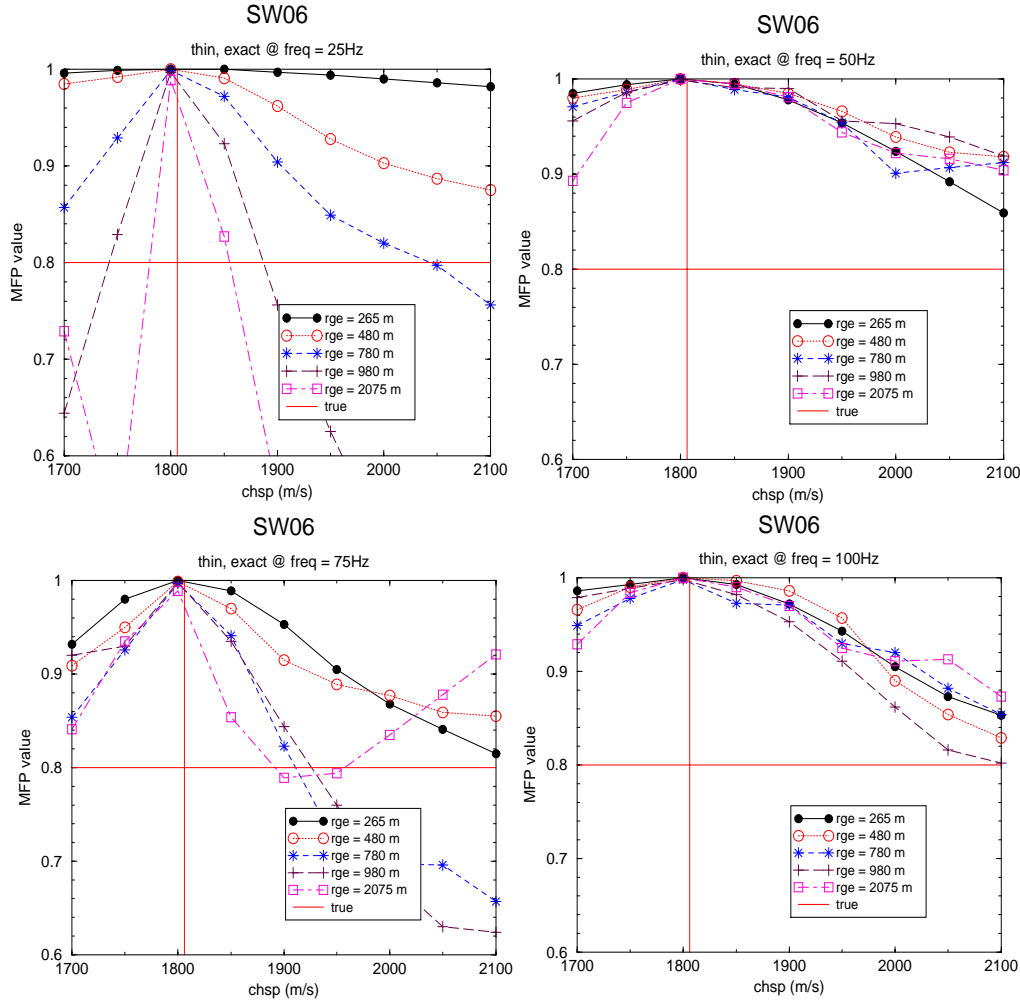 SW06
thin, exact @ freq = 25Hz
1
0.9
0.8
0.7
0.6
MFP value
rge = 265 m
rge = 480 m
rge = 780 m
rge = 980 m
rge = 2075 m
true
1700 1800 1900 2000 2100
chsp (m/s)
SW06
thin, exact @ freq = 50Hz
1
0.9
0.8
0.7
0.6
MFP value
rge = 265 m
rge = 480 m
rge = 780 m
rge = 980 m
rge = 2075 m
true
1700 1800 1900 2000 2100
chsp (m/s)
SW06
thin, exact @ freq = 75Hz
1
0.9
0.8
0.7
0.6
MFP value
rge = 265 m
rge = 480 m
rge = 780 m
rge = 980 m
rge = 2075 m
true
1700 1800 1900 2000 2100
chsp (m/s)
SW06
thin, exact @ freq = 100Hz
1
0.9
0.8
0.7
0.6
MFP value
rge = 265 m
rge = 480 m
rge = 780 m
rge = 980 m
rge = 2075 m
true
1700 1800 1900 2000 2100
chsp (m/s)